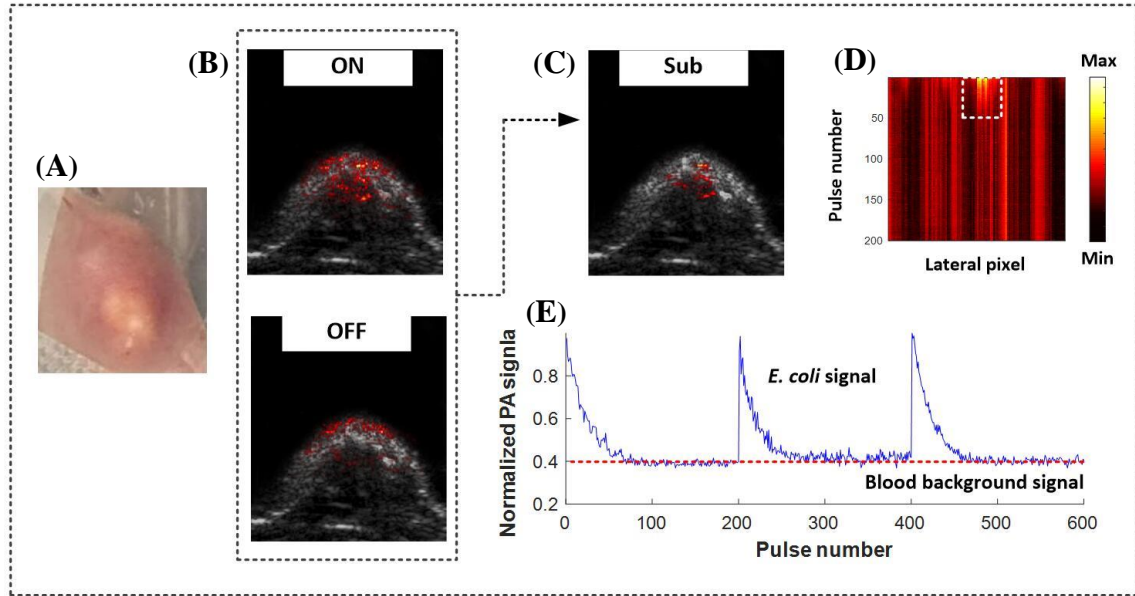 (A)
(B)
ON
OFF
(C)
Sub
(D)
Max
Min
Pulse number
50
100
150
200
Lateral pixel
(E)
Normalized PA signla
0.8
0.6
0.4
0.2
E. coli signal
Blood background signal
0 100 200 300 400 500 600
Pulse number